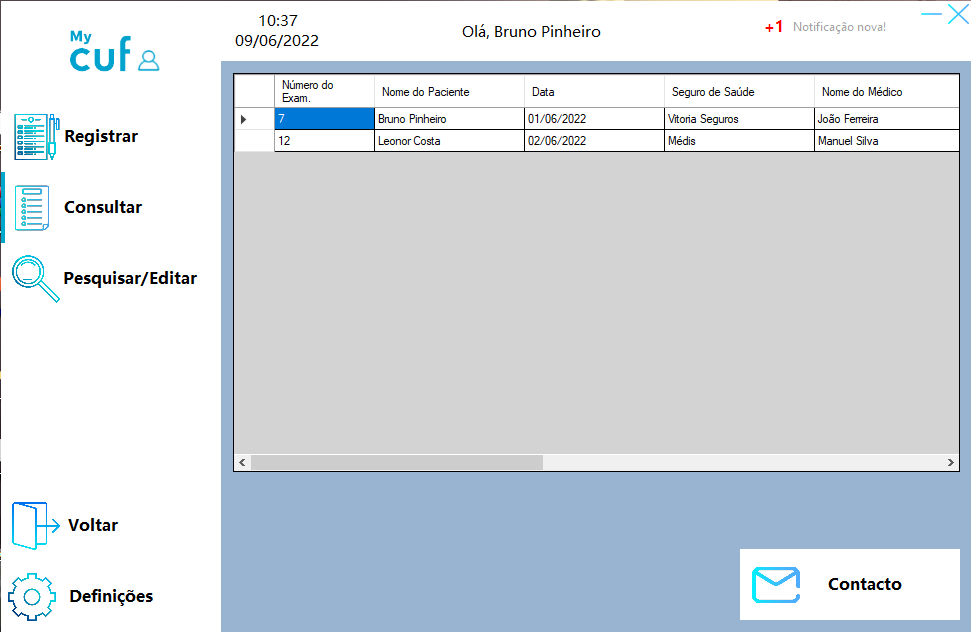 My
cuf
10:37
09/06/2022
Olá, Bruno Pinheiro
+1 Notificação nova!
Registrar
Consultar
Pesquisar/Editar
Voltar
Definições
Número do
Exam.
Nome do Paciente
Data
Seguro de Saúde
Nome do Médico
7 Bruno Pinheiro 01/06/2022 Vitoria Seguros João Ferreira
12 Leonor Costa 02/06/2022 Médis Manuel Silva
Contacto